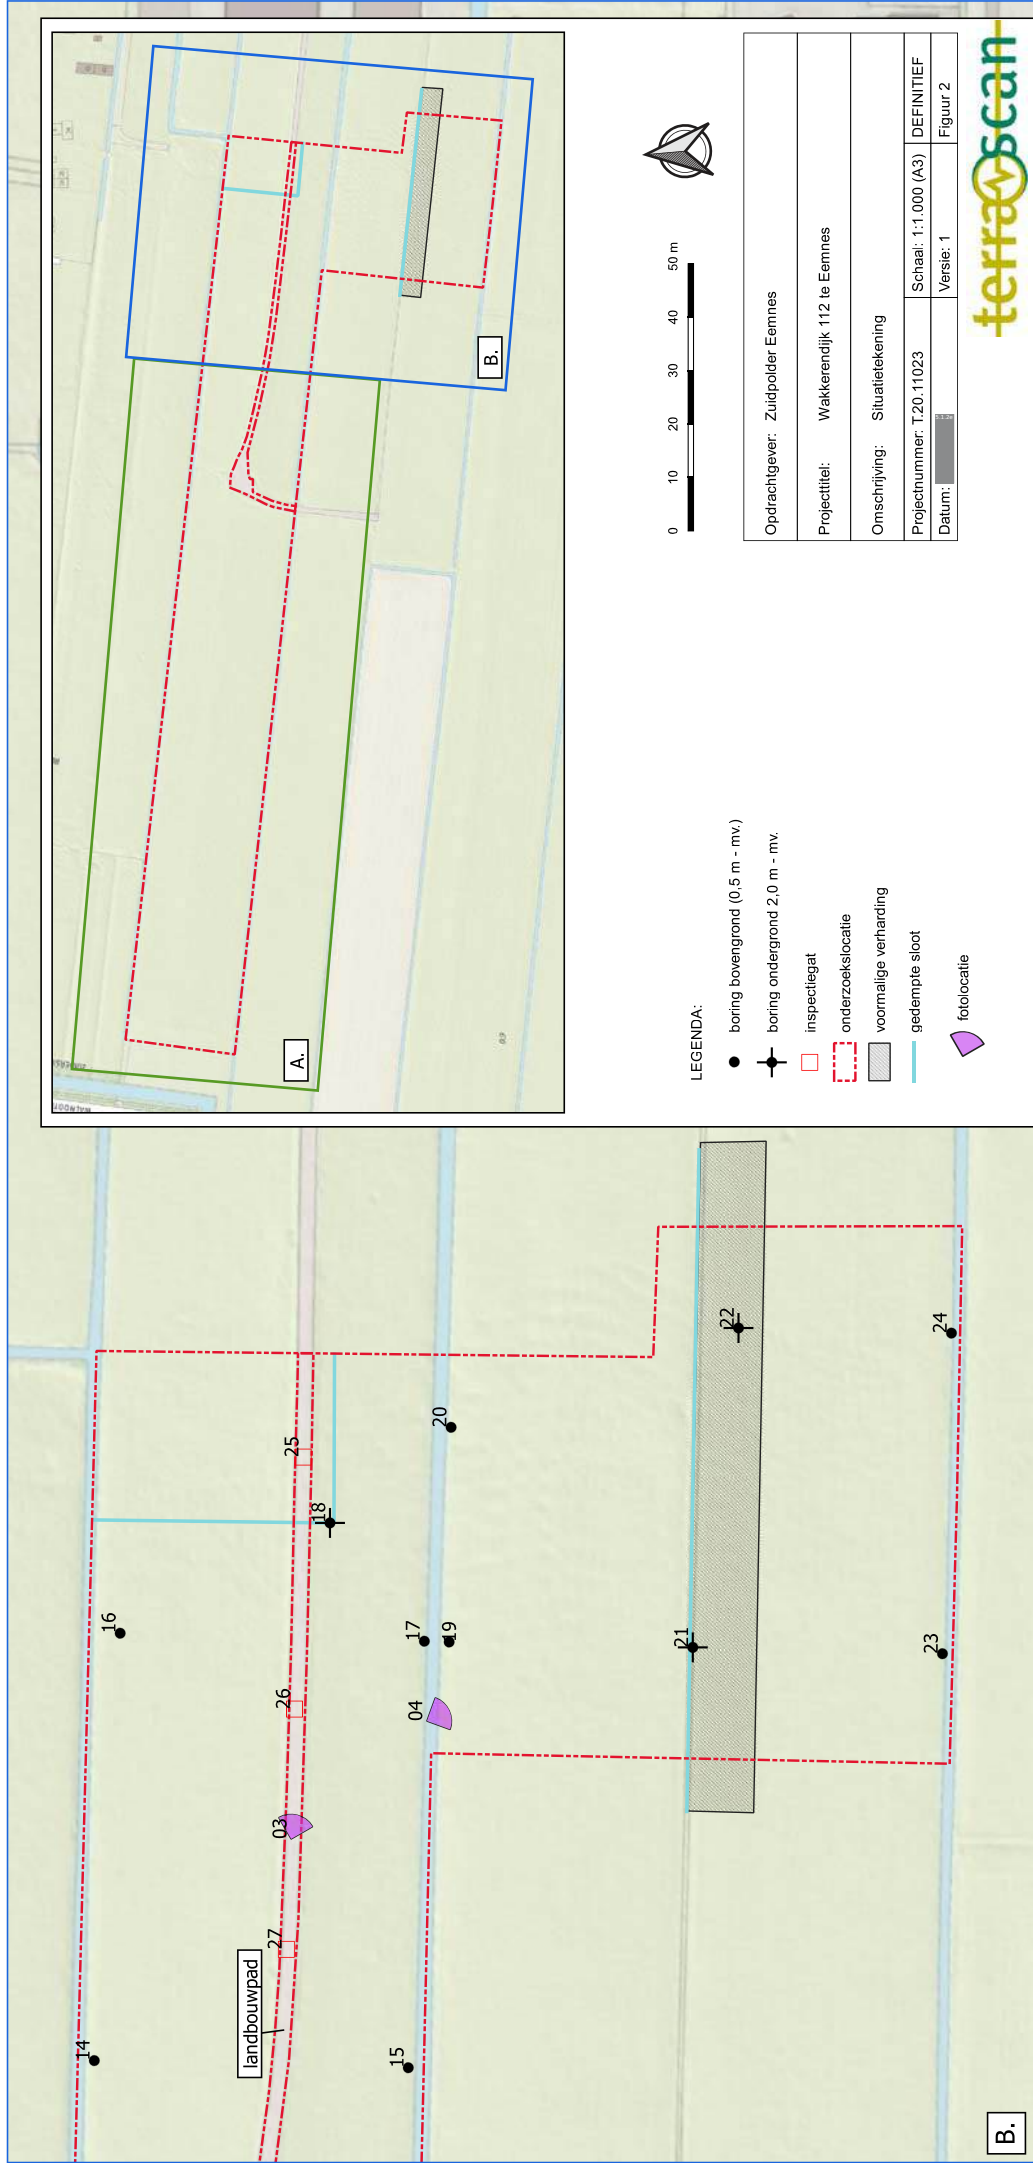 A.
B.
LEGENDA:
boring bovengrond (0,5 m - mv.)
boring ondergrond 2,0 m - mv.
inspectiegat
onderzoekslocatie
voormalige verharding
gedempte sloot
fotolocatie
0 10 20 30 40 50 m
Opdrachtgever: Zuidpolder Eemnes
Projecttitel: Wakkerendijk 112 te Eemnes
Omschrijving: Situatietekening
Projectnummer: T.20.11023 Schaal: 1:1.000 (A3) DEFINITIEF
Datum: Versie: 1 Figuur 2
terrascan
14
16
landbouwpad
27
03
26
25
18
15
04
17
19
20
21
22
23
24
B.